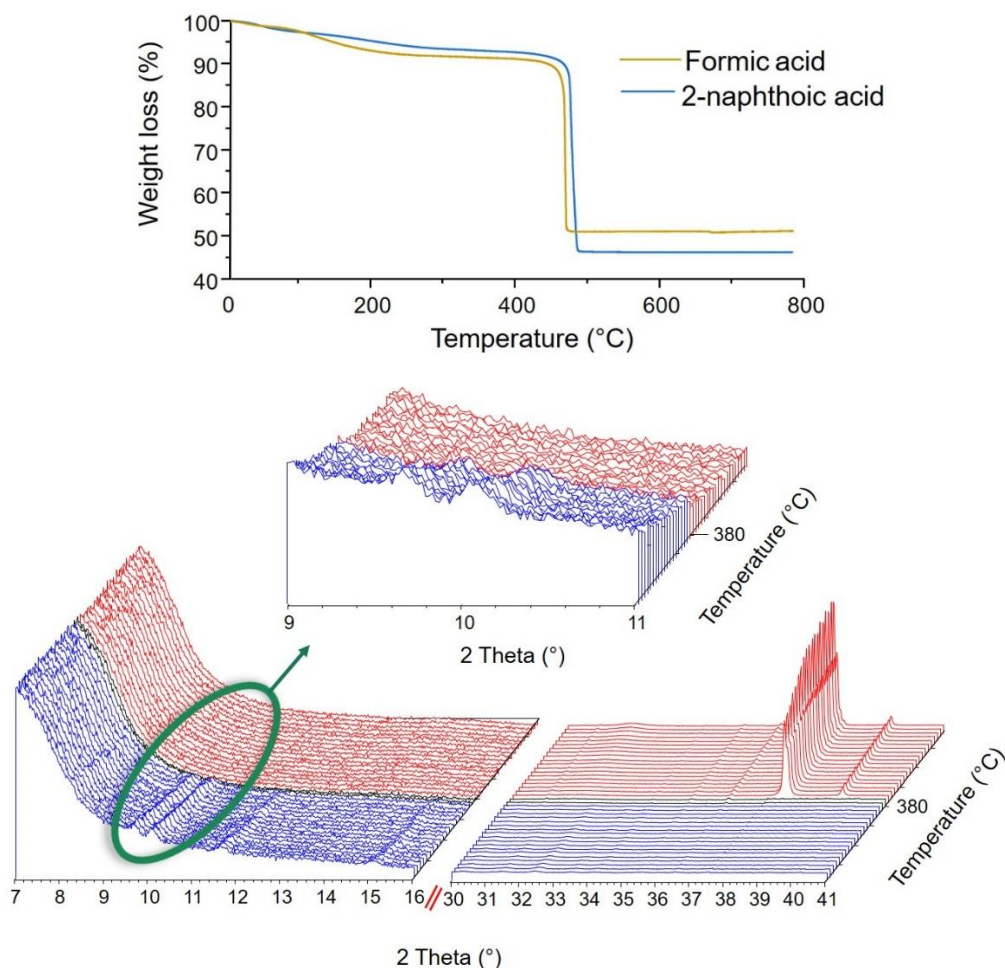 100
90
80
70
60
50
40
Weight loss (%)
Formic acid
2-naphthoic acid
0 200 400 600 800
Temperature (°C)
380
Temperature (°C)
9 10 11
2 Theta (°)
380
Temperature (°C)
7 8 9 10 11 12 13 14 15 16 30 31 32 33 34 35 36 37 38 39 40 41
2 Theta (°)